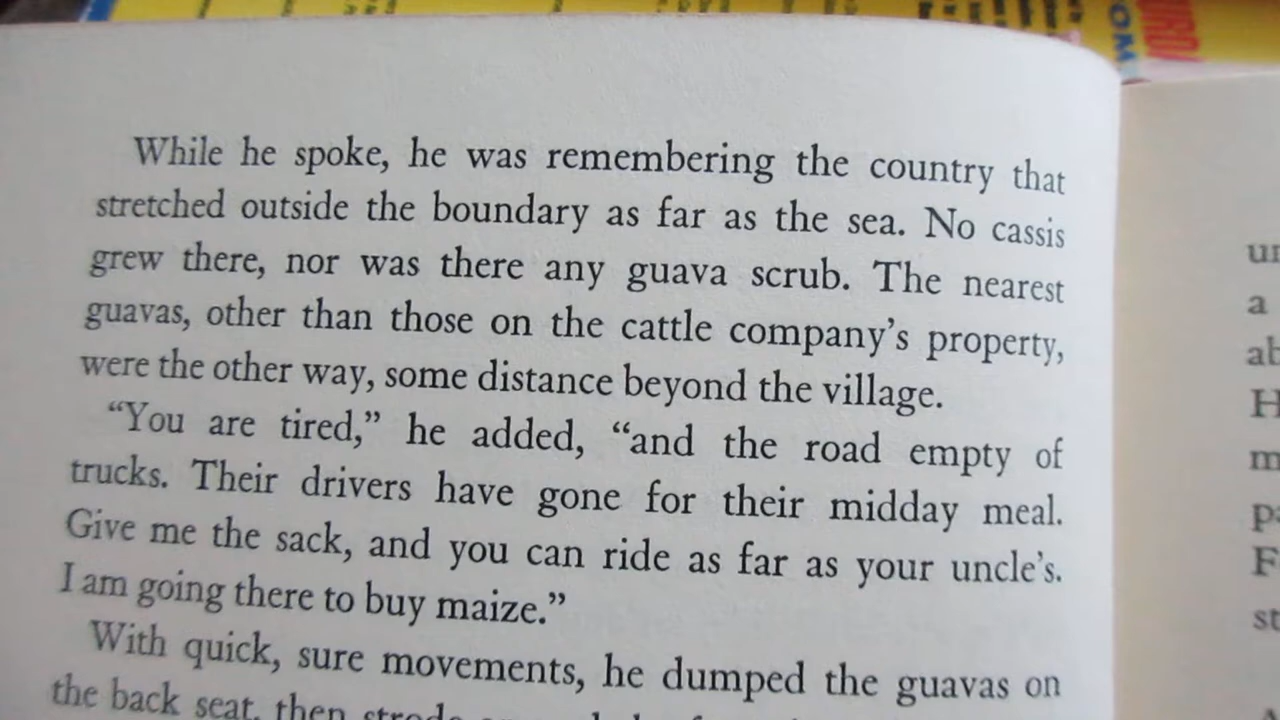 While he spoke, he was remembering the country that
stretched outside the boundary as far as the sea. No cassis
grew there, nor was there any guava scrub. The nearest
guavas, other than those on the cattle company's property,
were the other way, some distance beyond the village.
“You are tired,” he added, “and the road empty of
trucks. Their drivers have gone for their midday meal.
Give me the sack, and you can ride as far as your uncle's.
I am going there to buy maize.”
With quick, sure movements, he dumped the guavas on
the back seat, then
a
H